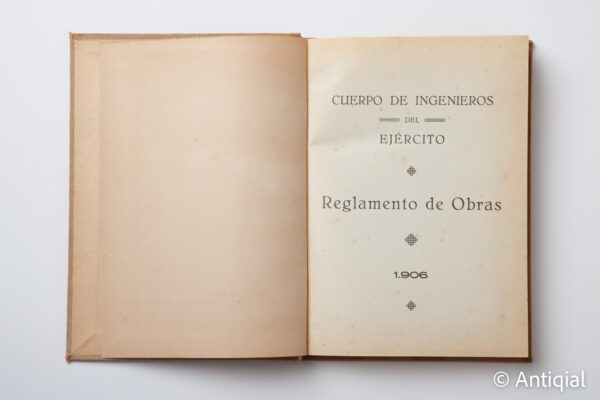 CUERPO DE INGENIEROS
DEL
EJÉRCITO
Reglamento de Obras
1.906
© Antiqial